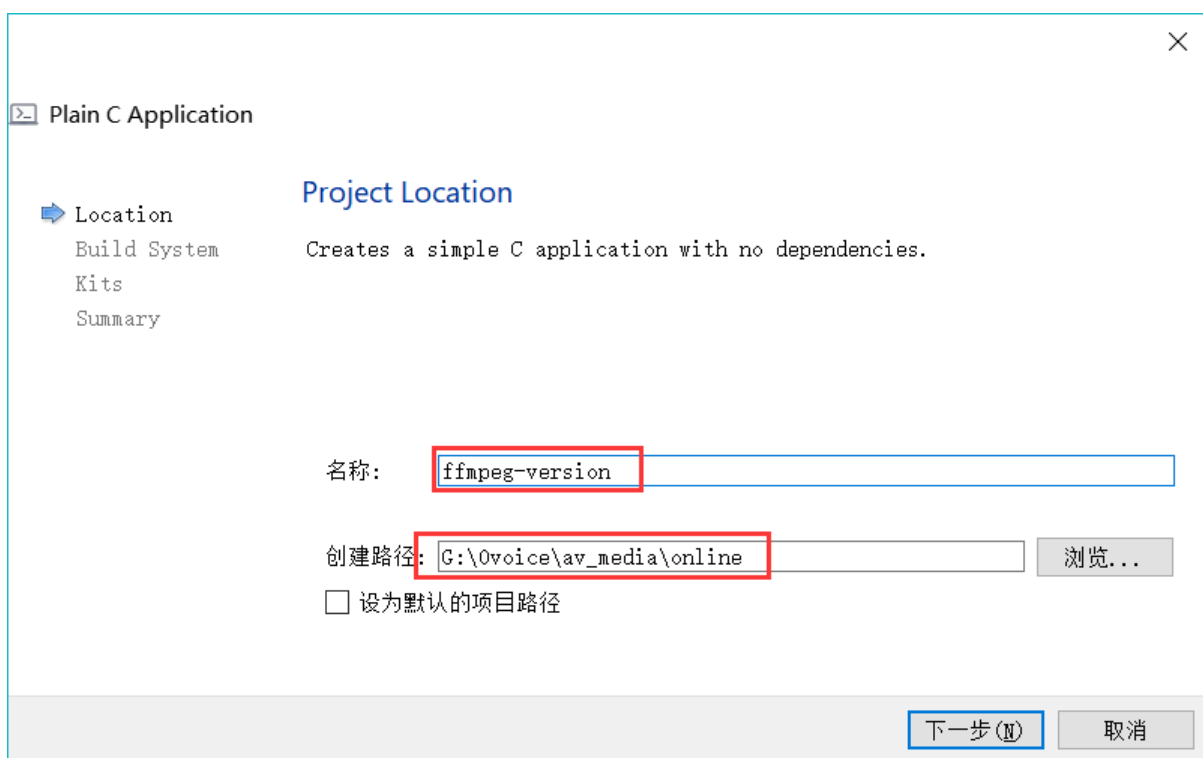 Plain C Application
Location
Build System
Kits
Summary
Project Location
Creates a simple C application with no dependencies.
名称:
ffmpeg-version
创建路径:
G:\0voice\av_media\online
浏览...
设为默认的项目路径
下一步(N)
取消